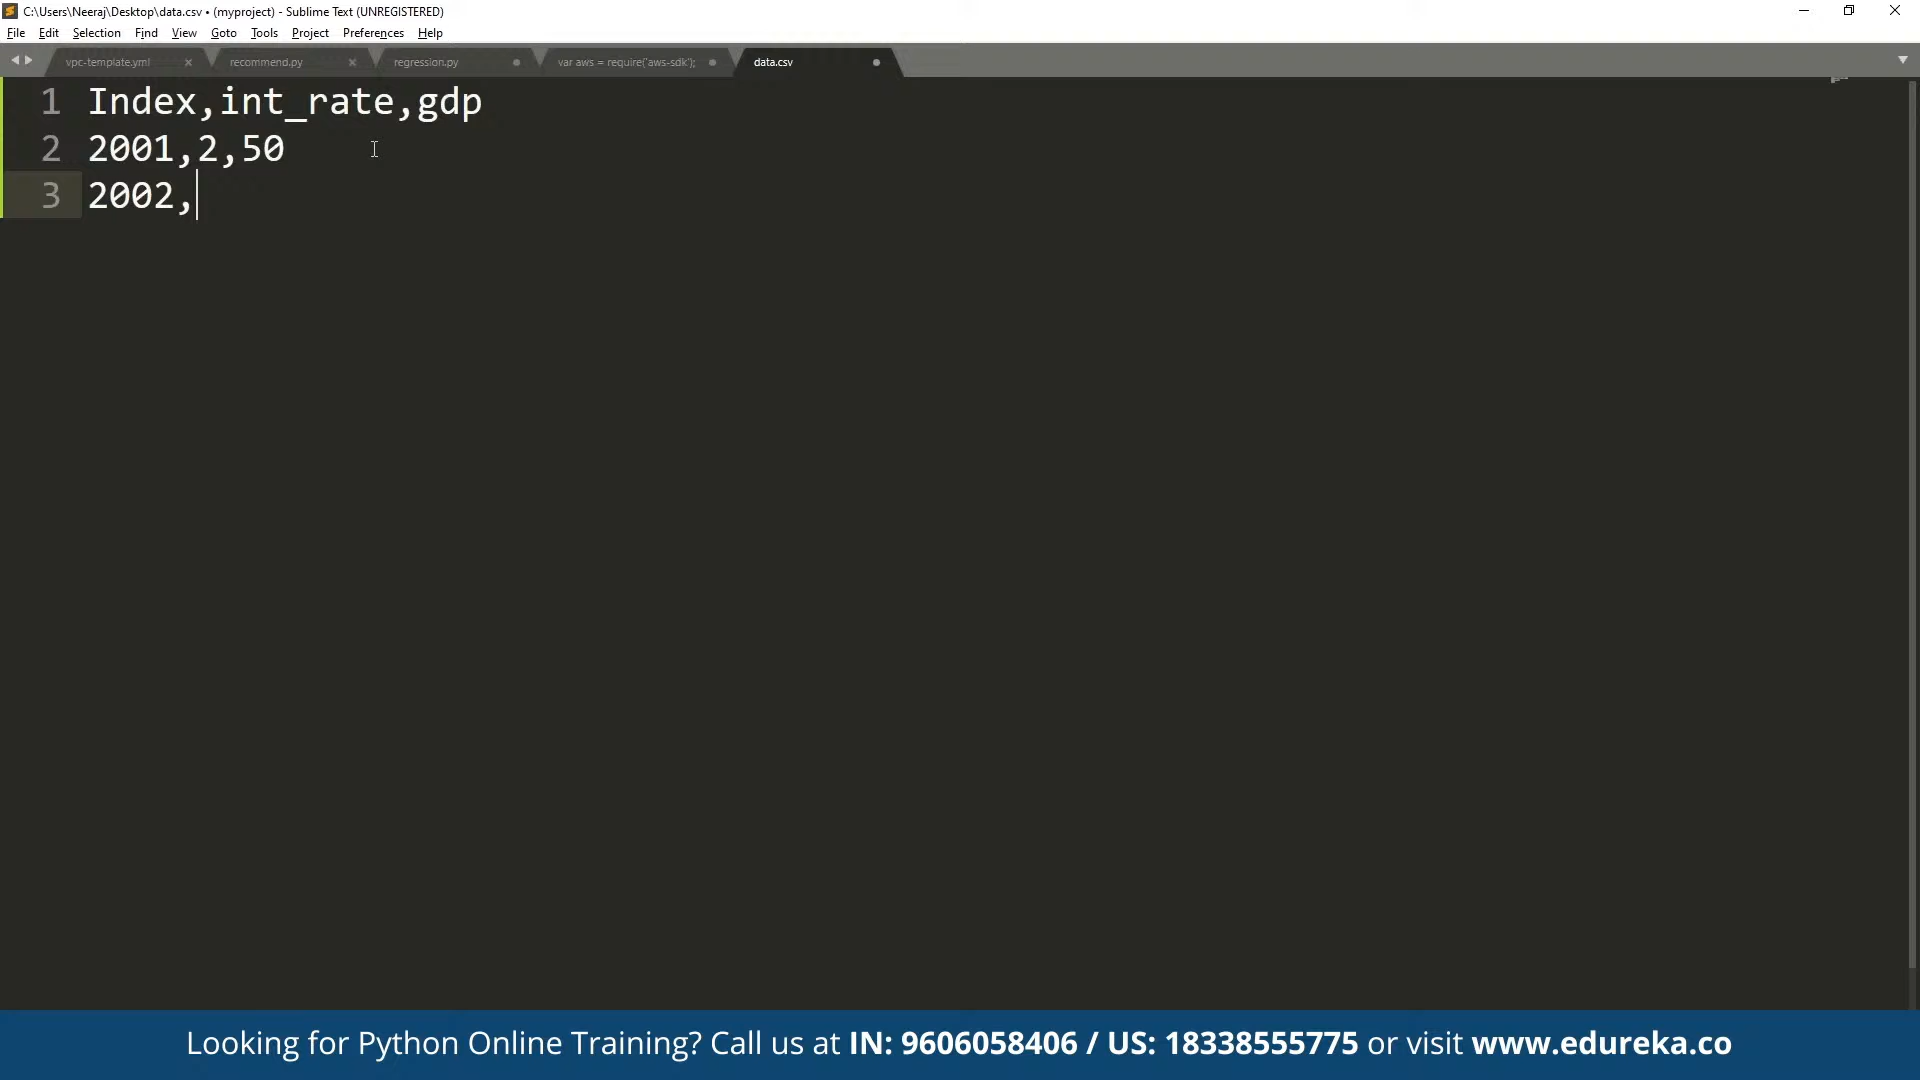 C:\Users\Neeraj\Desktop\data.csv • (myproject) - Sublime Text (UNREGISTERED)
File Edit Selection Find View Goto Tools Project Preferences Help
vpc-template.yml recommend.py regression.py var aws = require('aws-sdk'); data.csv
1 Index,int_rate,gdp
2 2001,2,50
3 2002,
Looking for Python Online Training? Call us at IN: 9606058406 / US: 18338555775 or visit www.edureka.co